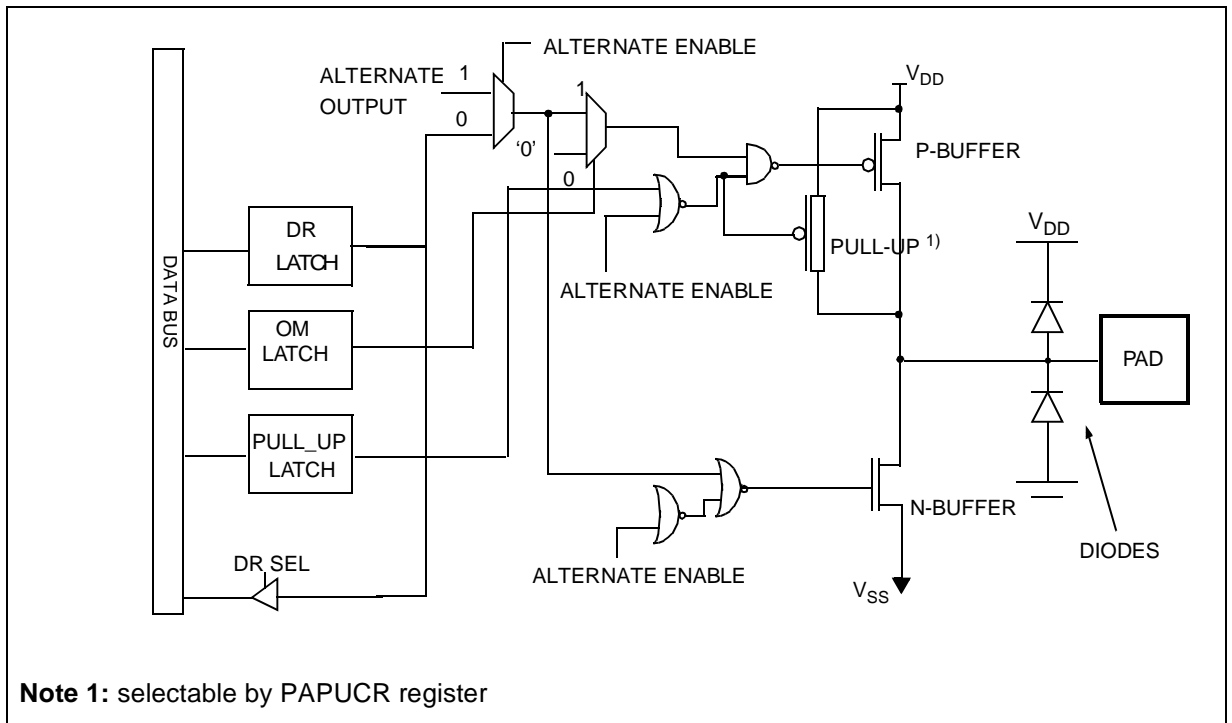 ALTERNATE ENABLE
ALTERNATE
OUTPUT
1
0
1
'0'
0
VDD
P-BUFFER
PULL-UP 1)
ALTERNATE ENABLE
VDD
PAD
DATA BUS
DR
LATCH
OM
LATCH
PULL_UP
LATCH
DR SEL
ALTERNATE ENABLE
N-BUFFER
VSS
DIODES
Note 1: selectable by PAPUCR register